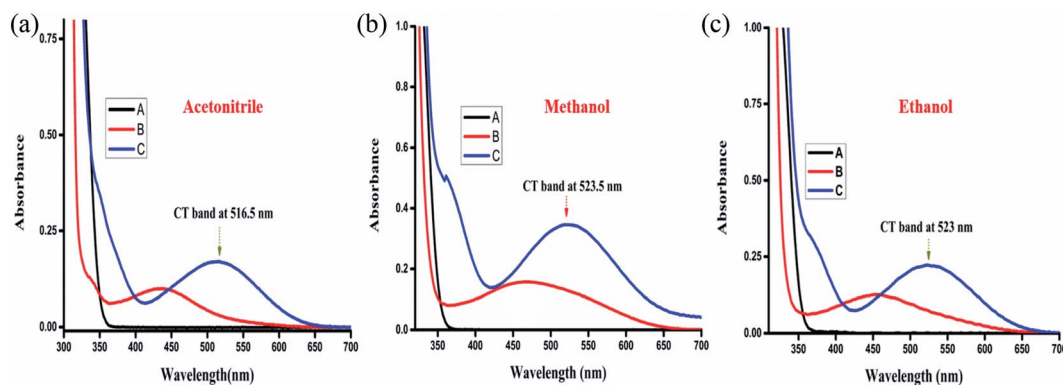 (a)
Acetonitrile
A
B
C
CT band at 516.5 nm
Absorbance
0.75
0.50
0.25
0.00
300 350 400 450 500 550 600 650 700
Wavelength(nm)
(b)
Methanol
A
B
C
CT band at 523.5 nm
Absorbance
1.0
0.8
0.6
0.4
0.2
0.0
350 400 450 500 550 600 650 700
Wavelength(nm)
(c)
Ethanol
A
B
C
CT band at 523 nm
Absorbance
1.00
0.75
0.50
0.25
0.00
350 400 450 500 550 600 650 700
Wavelength(nm)